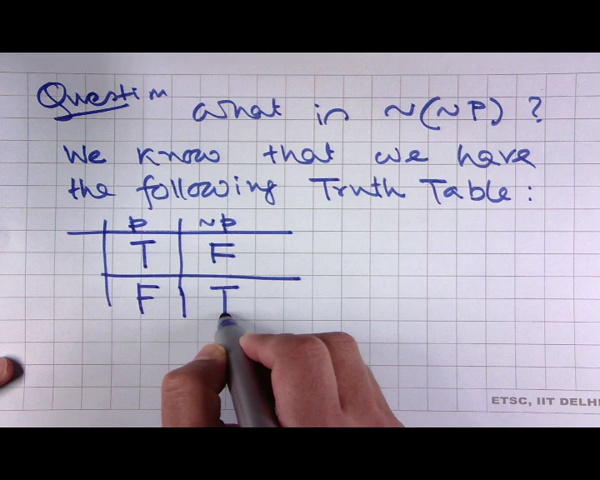 Question What is ~(~P) ?
We know that we have
the following Truth Table :
p ~p
T F
F T
ETSC, IIT DELHI